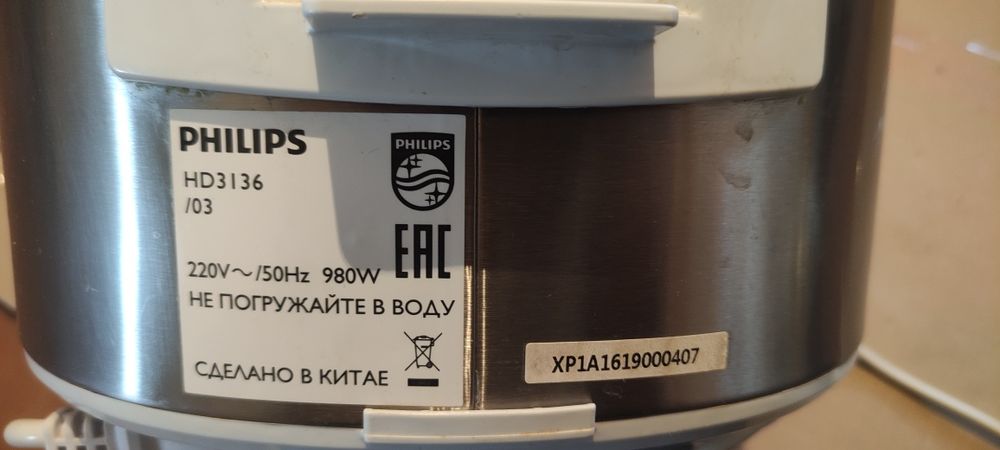 PHILIPS
PHILIPS
HD3136
/03
EAC
220V～/50Hz 980W
НЕ ПОГРУЖАЙТЕ В ВОДУ
СДЕЛАНО В КИТАЕ
XP1A1619000407